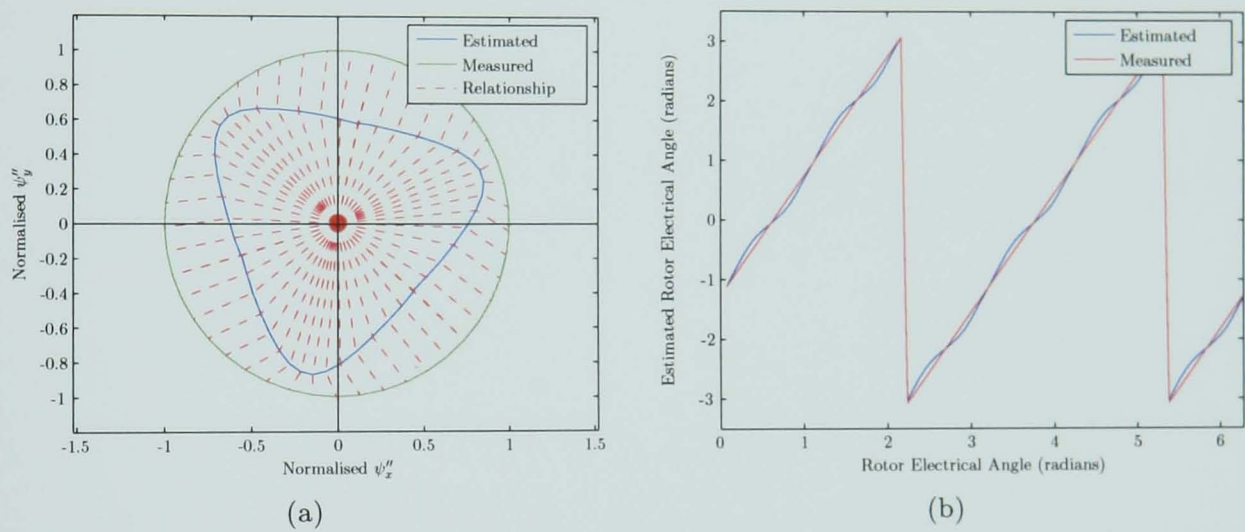 Estimated
Measured
Relationship
1
0.8
0.6
0.4
0.2
0
-0.2
-0.4
-0.6
-0.8
-1
Normalised ψ″y
-1.5
-1
-0.5
0
0.5
1
1.5
Normalised ψ″x
(a)
Estimated
Measured
3
2
1
0
-1
-2
-3
Estimated Rotor Electrical Angle (radians)
0
1
2
3
4
5
6
Rotor Electrical Angle (radians)
(b)